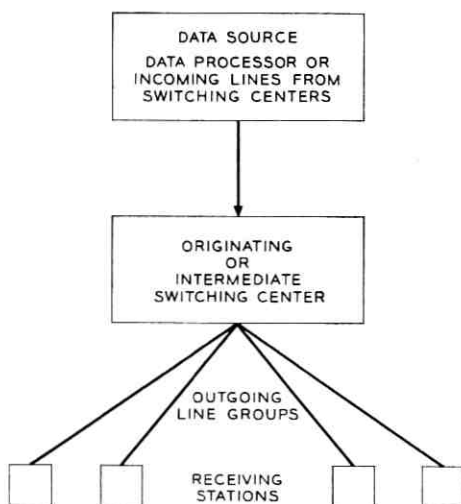 DATA SOURCE
DATA PROCESSOR OR
INCOMING LINES FROM
SWITCHING CENTERS
ORIGINATING
OR
INTERMEDIATE
SWITCHING CENTER
OUTGOING
LINE GROUPS
RECEIVING
STATIONS